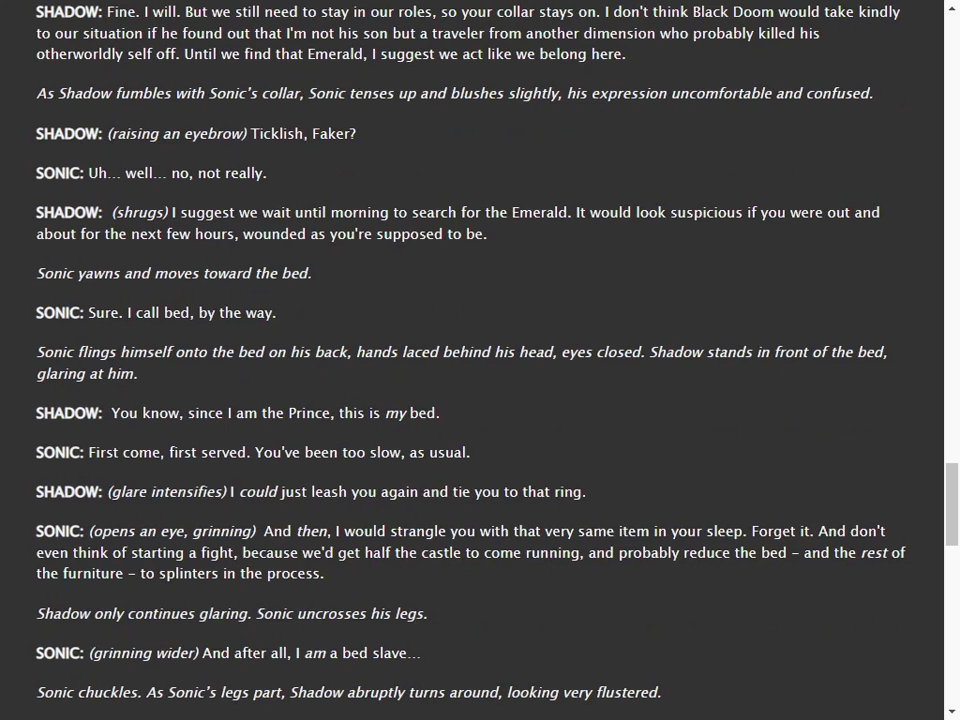 SHADOW: Fine. I will. But we still need to stay in our roles, so your collar stays on. I don't think Black Doom would take kindly
to our situation if he found out that I'm not his son but a traveler from another dimension who probably killed his
otherworldly self off. Until we find that Emerald, I suggest we act like we belong here.
As Shadow fumbles with Sonic's collar, Sonic tenses up and blushes slightly, his expression uncomfortable and confused.
SHADOW: (raising an eyebrow) Ticklish, Faker?
SONIC: Uh... well... no, not really.
SHADOW: (shrugs) I suggest we wait until morning to search for the Emerald. It would look suspicious if you were out and
about for the next few hours, wounded as you're supposed to be.
Sonic yawns and moves toward the bed.
SONIC: Sure. I call bed, by the way.
Sonic flings himself onto the bed on his back, hands laced behind his head, eyes closed. Shadow stands in front of the bed,
glaring at him.
SHADOW: You know, since I am the Prince, this is my bed.
SONIC: First come, first served. You've been too slow, as usual.
SHADOW: (glare intensifies) I could just leash you again and tie you to that ring.
SONIC: (opens an eye, grinning) And then, I would strangle you with that very same item in your sleep. Forget it. And don't
even think of starting a fight, because we'd get half the castle to come running, and probably reduce the bed – and the rest of
the furniture – to splinters in the process.
Shadow only continues glaring. Sonic uncrosses his legs.
SONIC: (grinning wider) And after all, I am a bed slave...
Sonic chuckles. As Sonic's legs part, Shadow abruptly turns around, looking very flustered.